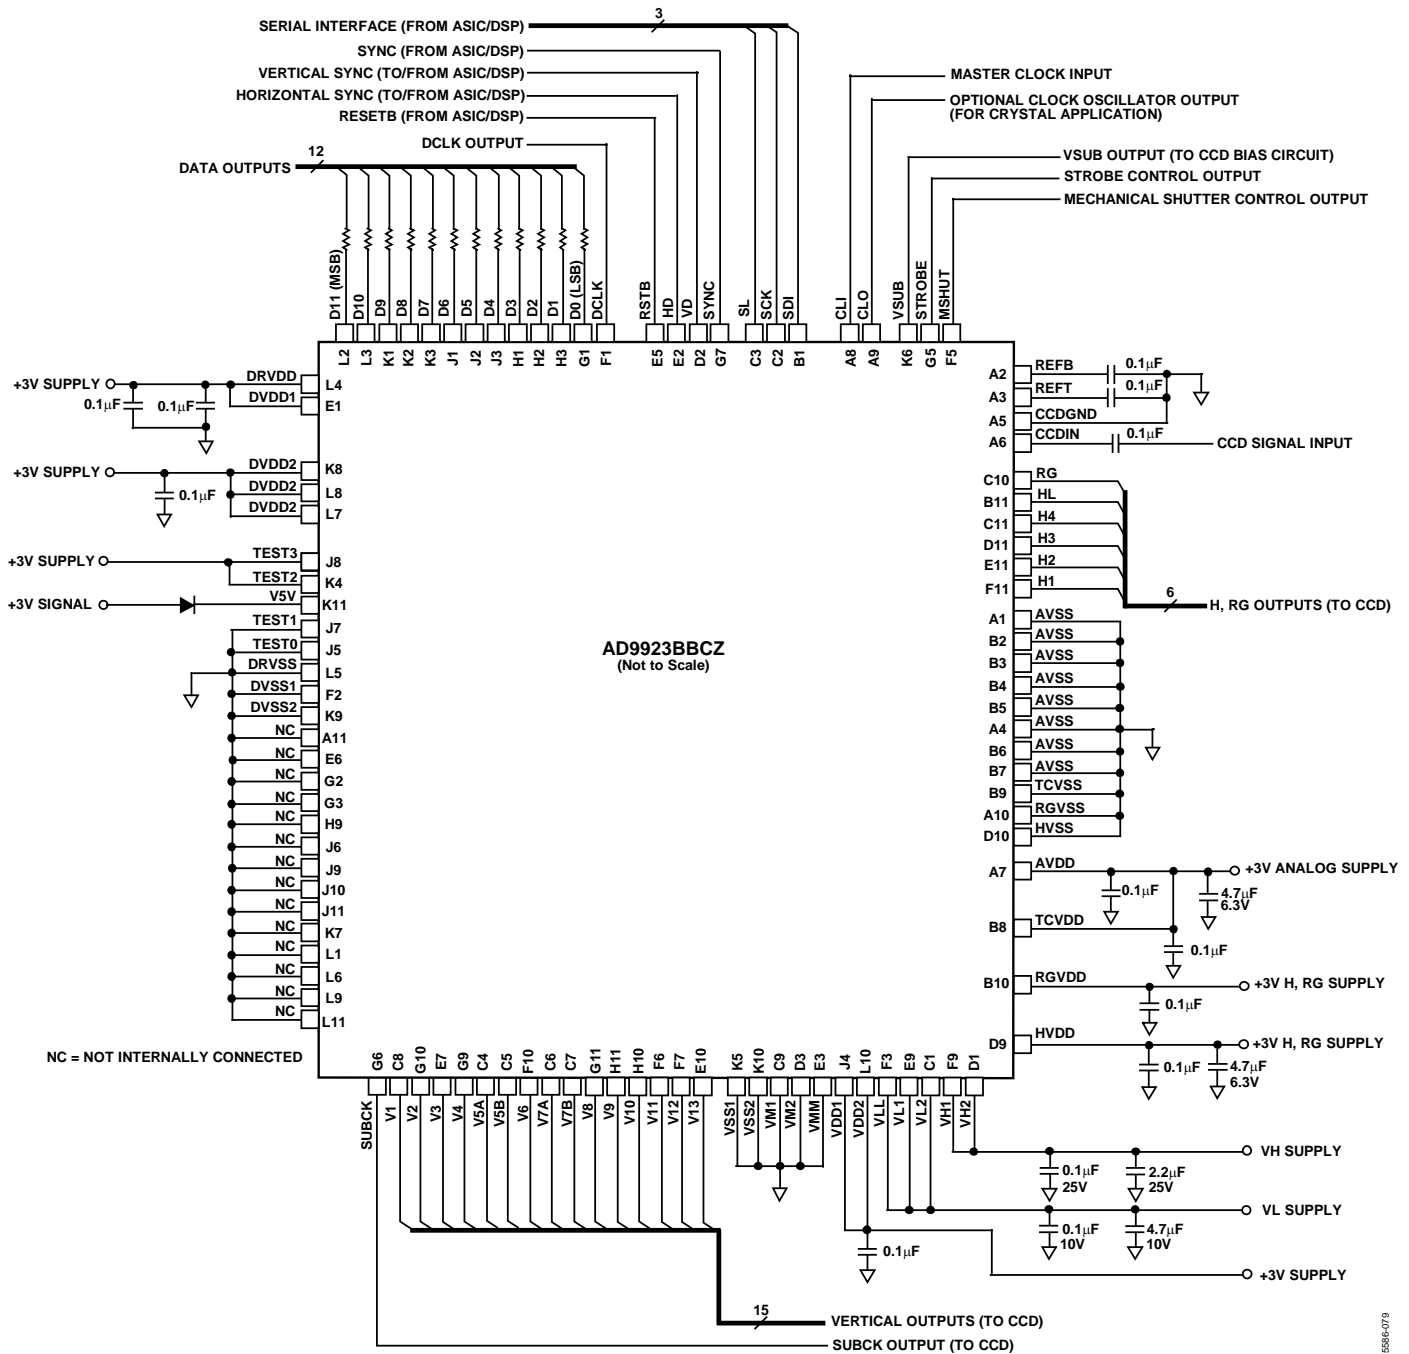 3
SERIAL INTERFACE (FROM ASIC/DSP)
SYNC (FROM ASIC/DSP)
VERTICAL SYNC (TO/FROM ASIC/DSP)
HORIZONTAL SYNC (TO/FROM ASIC/DSP)
RESETB (FROM ASIC/DSP)
DCLK OUTPUT
12
DATA OUTPUTS
MASTER CLOCK INPUT
OPTIONAL CLOCK OSCILLATOR OUTPUT
(FOR CRYSTAL APPLICATION)
VSUB OUTPUT (TO CCD BIAS CIRCUIT)
STROBE CONTROL OUTPUT
MECHANICAL SHUTTER CONTROL OUTPUT
D11 (MSB)
D10
D9
D8
D7
D6
D5
D4
D3
D2
D1
D0 (LSB)
DCLK
RSTB
HD
VD
SYNC
SL
SCK
SDI
CLI
CLO
VSUB
STROBE
MSHUT
L2
L3
K1
K2
K3
J1
J2
J3
H1
H2
H3
G1
F1
E5
E2
D2
G7
C3
C2
B1
A8
A9
K6
G5
F5
+3V SUPPLY
0.1μF
0.1μF
DRVDD
L4
DVDD1
E1
+3V SUPPLY
0.1μF
DVDD2
K8
DVDD2
L8
DVDD2
L7
+3V SUPPLY
TEST3
J8
TEST2
K4
+3V SIGNAL
V5V
K11
TEST1
J7
TEST0
J5
DRVSS
L5
DVSS1
F2
DVSS2
K9
NC
A11
NC
E6
NC
G2
NC
G3
NC
H9
NC
J6
NC
J9
NC
J10
NC
J11
NC
K7
NC
L1
NC
L6
NC
L9
NC
L11
NC = NOT INTERNALLY CONNECTED
AD9923BBCZ
(Not to Scale)
A2
REFB
0.1μF
A3
REFT
0.1μF
A5
CCDGND
A6
CCDIN
0.1μF
CCD SIGNAL INPUT
C10
RG
B11
HL
C11
H4
D11
H3
E11
H2
F11
H1
6
H, RG OUTPUTS (TO CCD)
A1
AVSS
B2
AVSS
B3
AVSS
B4
AVSS
B5
AVSS
A4
AVSS
B6
AVSS
B7
AVSS
B9
TCVSS
A10
RGVSS
D10
HVSS
A7
AVDD
+3V ANALOG SUPPLY
0.1μF
4.7μF
6.3V
B8
TCVDD
0.1μF
B10
RGVDD
+3V H, RG SUPPLY
0.1μF
D9
HVDD
+3V H, RG SUPPLY
0.1μF
4.7μF
6.3V
G6
C8
G10
E7
G9
C4
C5
F10
C6
C7
G11
H11
H10
F6
F7
E10
K5
K10
C9
D3
E3
J4
L10
F3
E9
C1
F9
D1
SUBCK
V1
V2
V3
V4
V5A
V5B
V6
V7A
V7B
V8
V9
V10
V11
V12
V13
VSS1
VSS2
VM1
VM2
VMM
VDD1
VDD2
VLL
VL1
VL2
VH1
VH2
VH SUPPLY
0.1μF
25V
2.2μF
25V
VL SUPPLY
0.1μF
10V
4.7μF
10V
0.1μF
+3V SUPPLY
15
VERTICAL OUTPUTS (TO CCD)
SUBCK OUTPUT (TO CCD)
5586-079